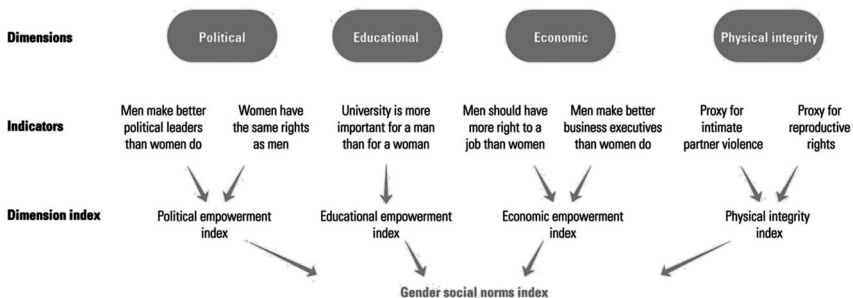 Dimensions
Political
Educational
Economic
Physical integrity
Indicators
Men make better
political leaders
than women do
Women have
the same rights
as men
University is more
important for a man
than for a woman
Men should have
more right to a
job than women
Men make better
business executives
than women do
Proxy for
intimate
partner violence
Proxy for
reproductive
rights
Dimension index
Political empowerment
index
Educational empowerment
index
Economic empowerment
index
Physical integrity
index
Gender social norms index